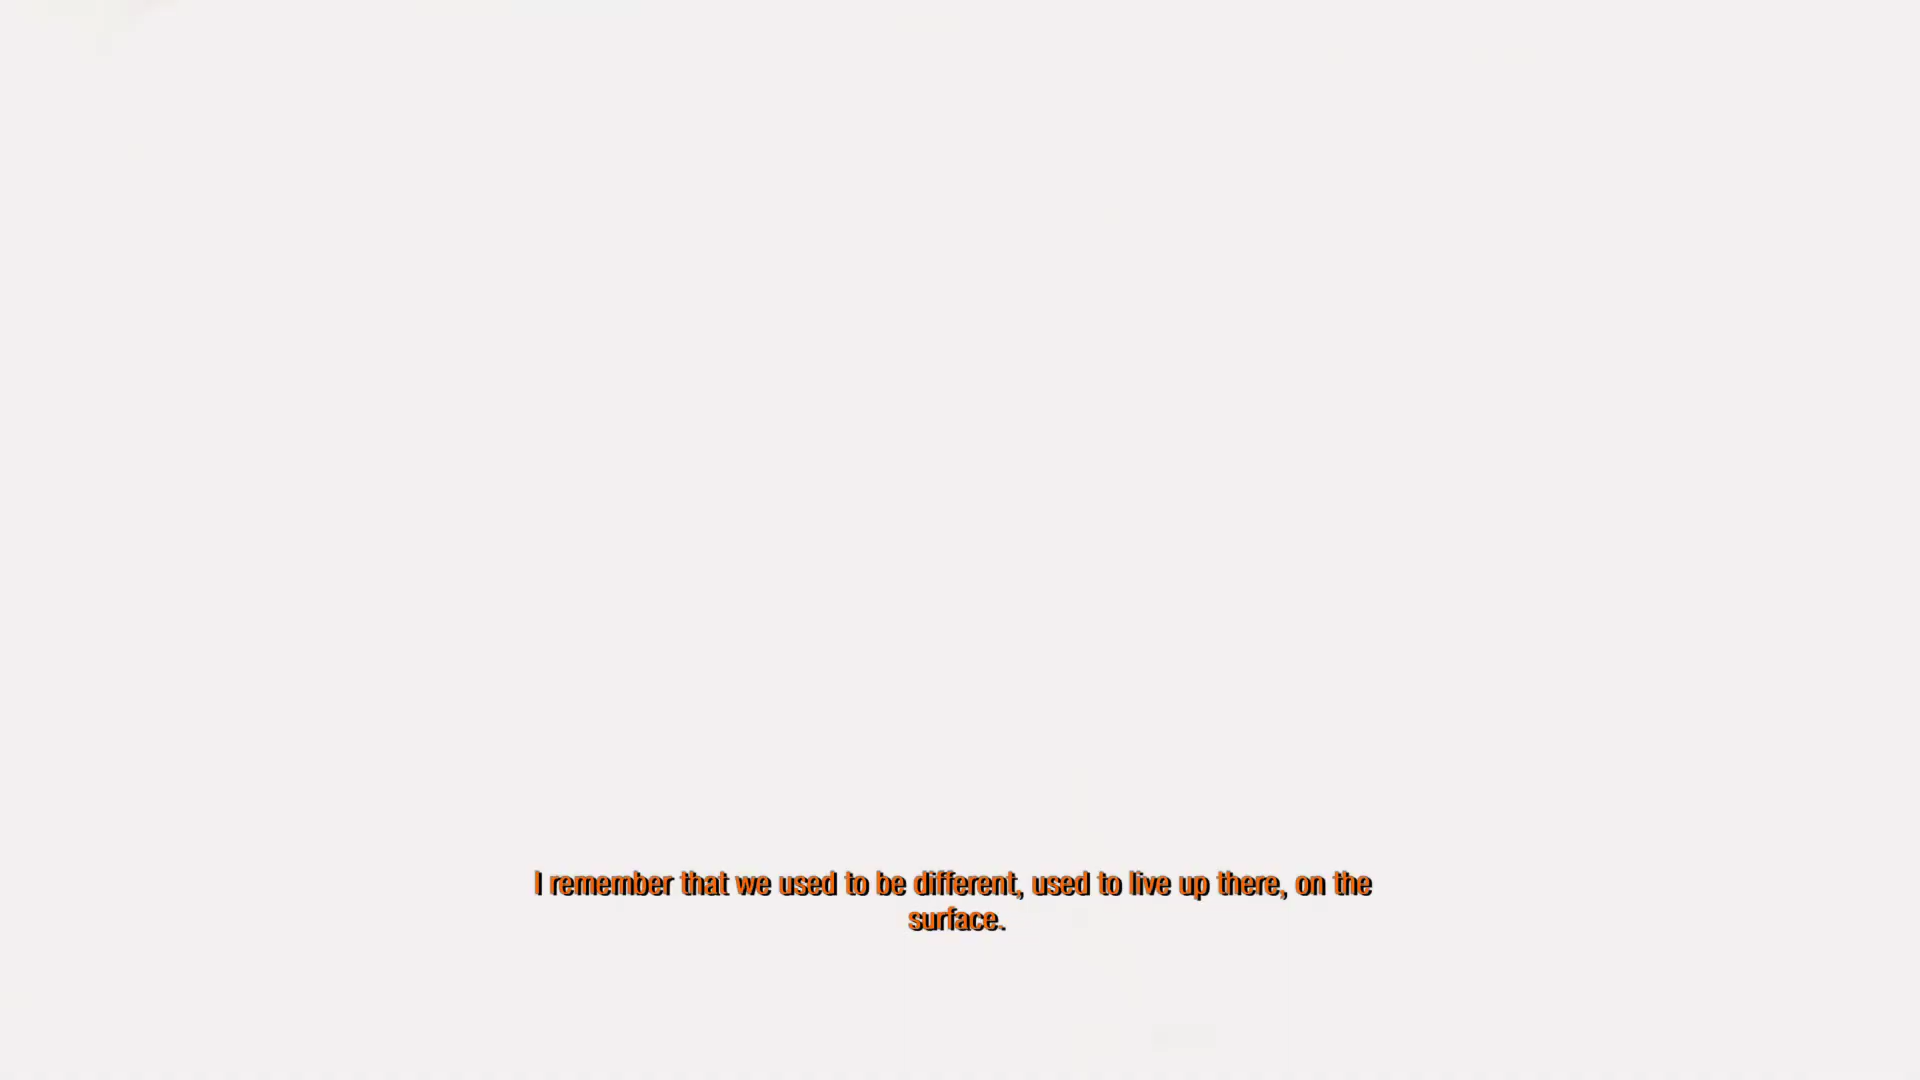 I remember that we used to be different, used to live up there, on the
surface.